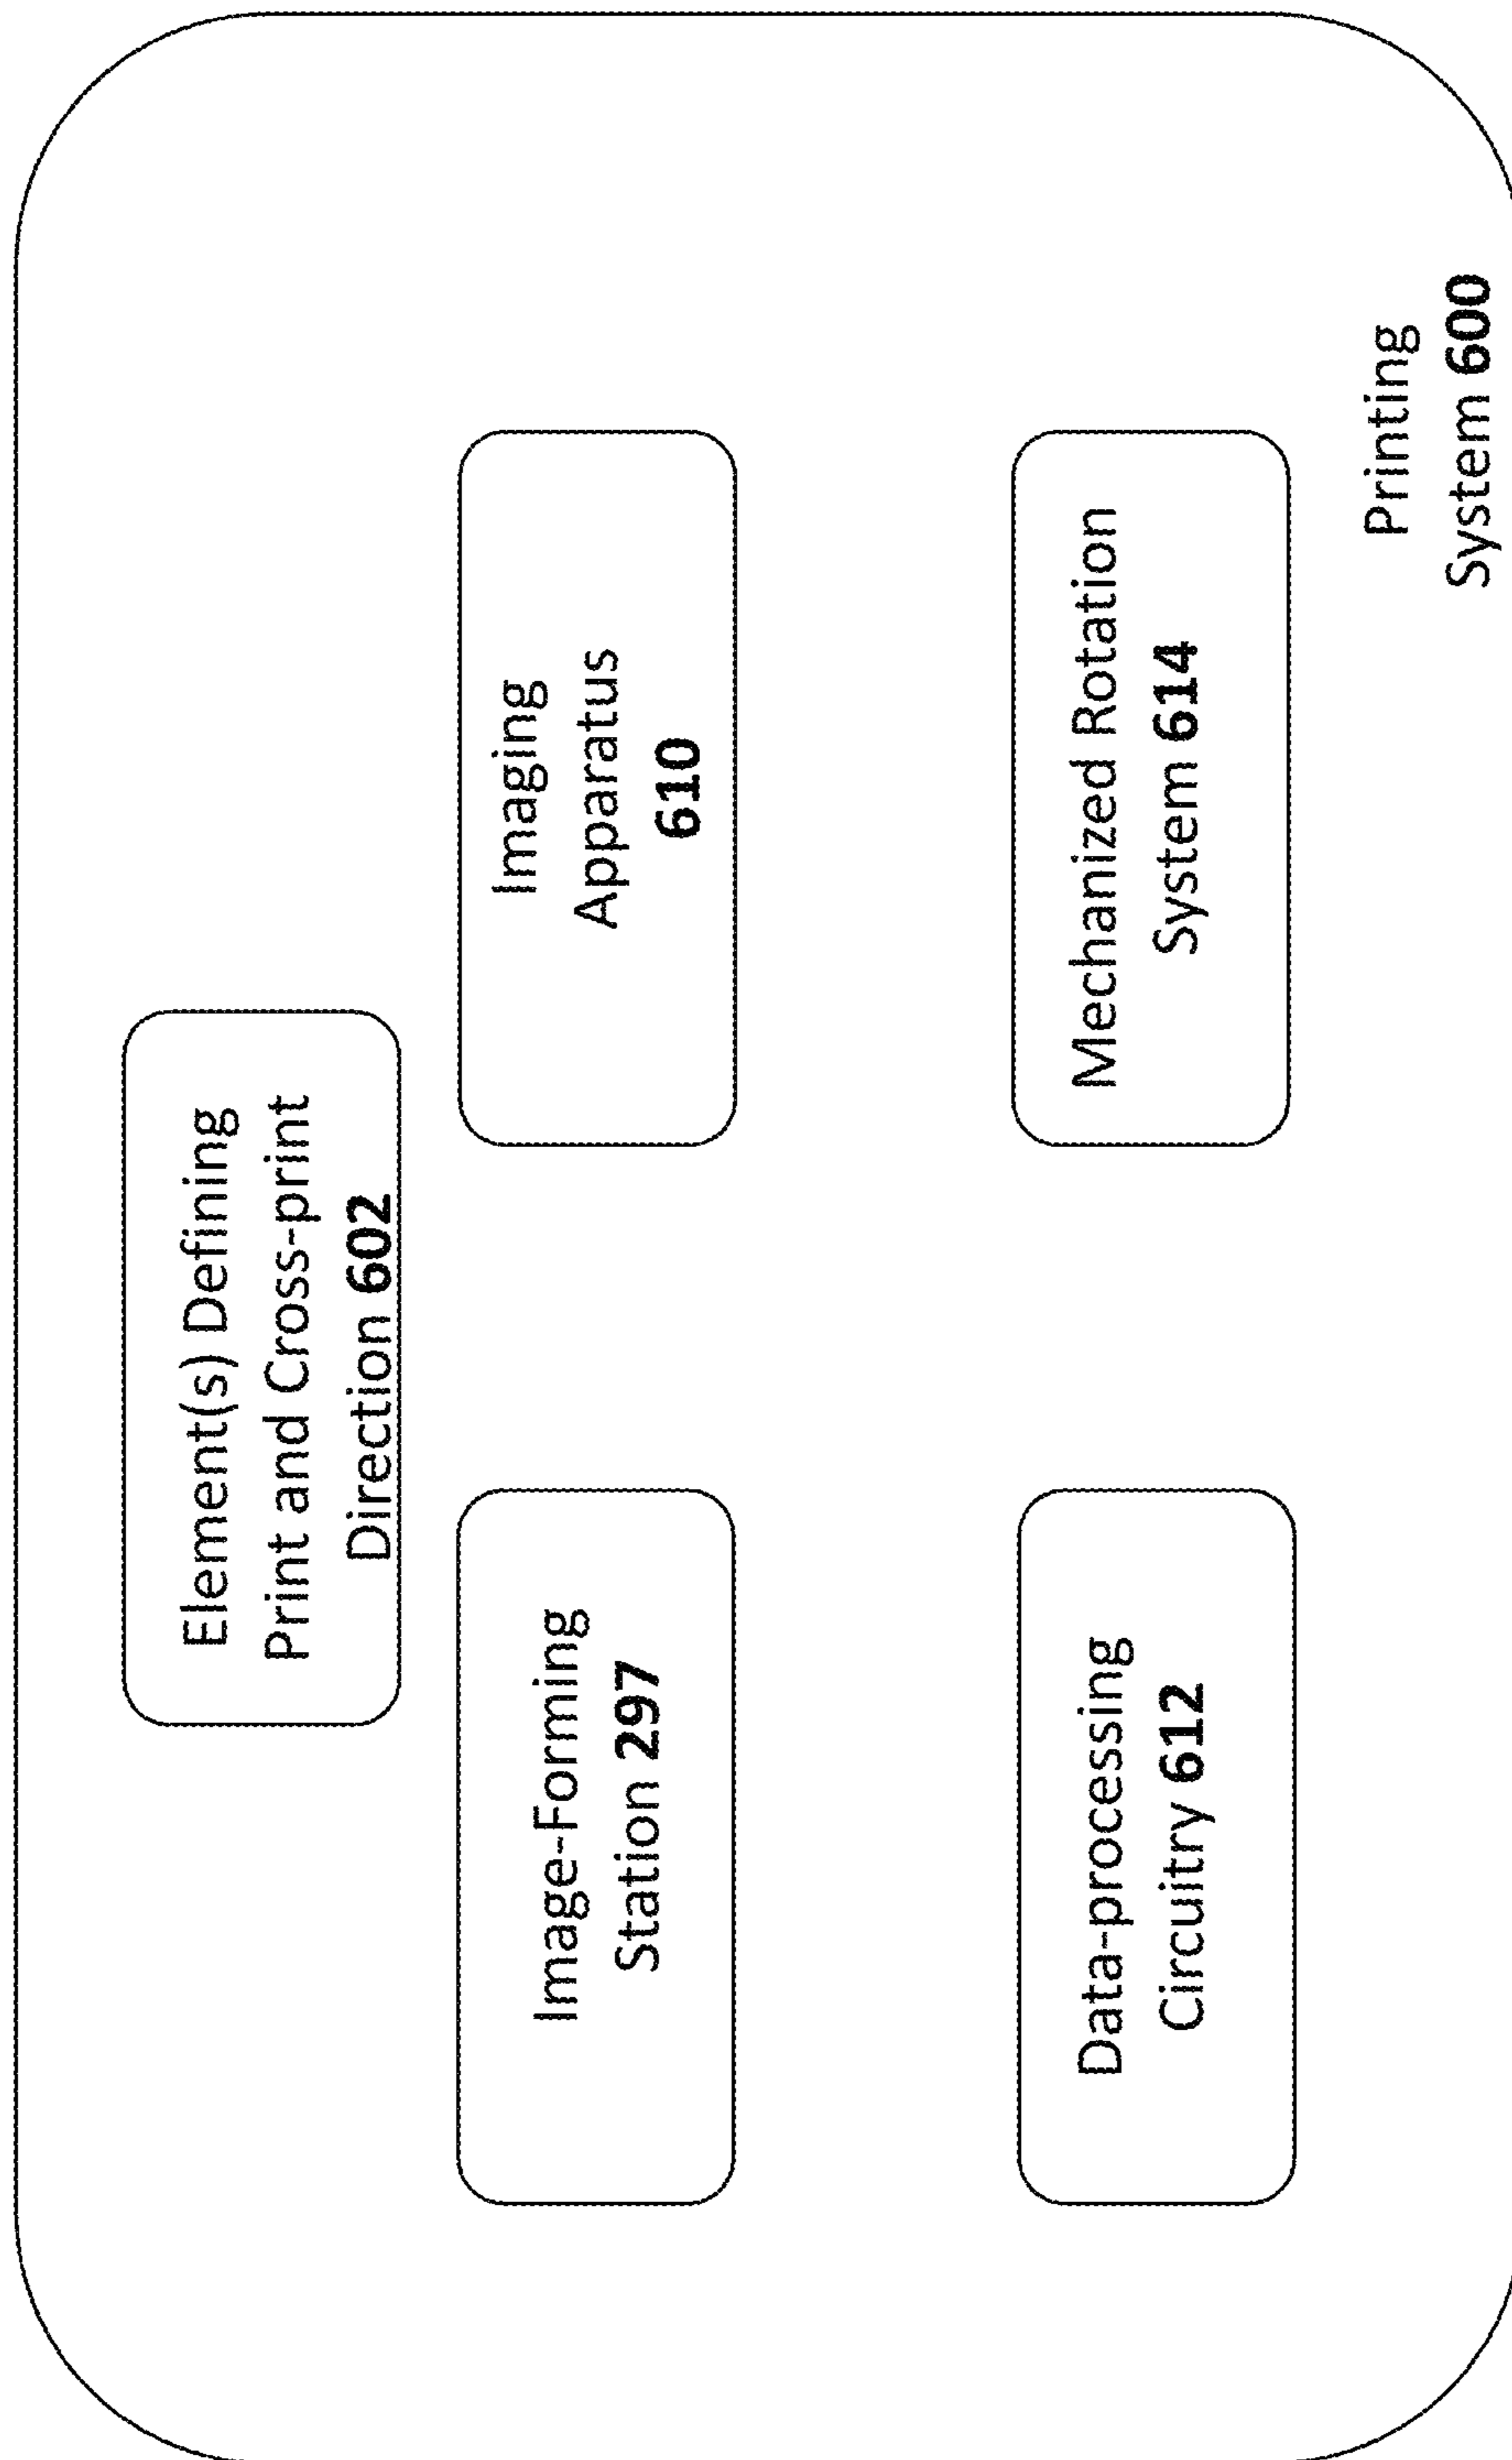 Element(s) Defining
Print and Cross-print
Direction 602
Image-Forming
Station 297
Imaging
Apparatus
610
Data-processing
Circuitry 612
Mechanized Rotation
System 614
Printing
System 600